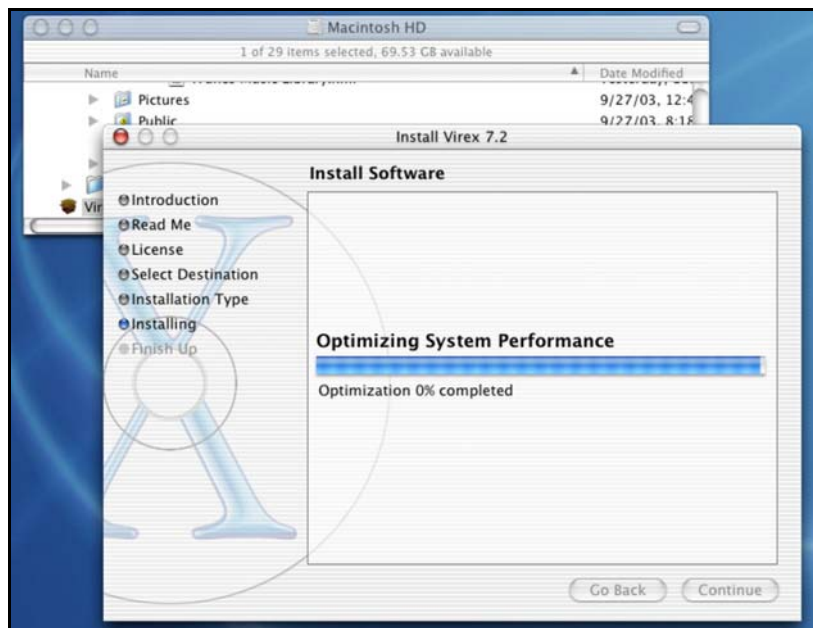 Macintosh HD
1 of 29 items selected, 69.53 GB available
Name Date Modified
Pictures 9/27/03, 12:4
Public 9/27/03, 8:18
Vir
Install Virex 7.2
Install Software
Introduction
Read Me
License
Select Destination
Installation Type
Installing
Finish Up
Optimizing System Performance
Optimization 0% completed
Go Back Continue